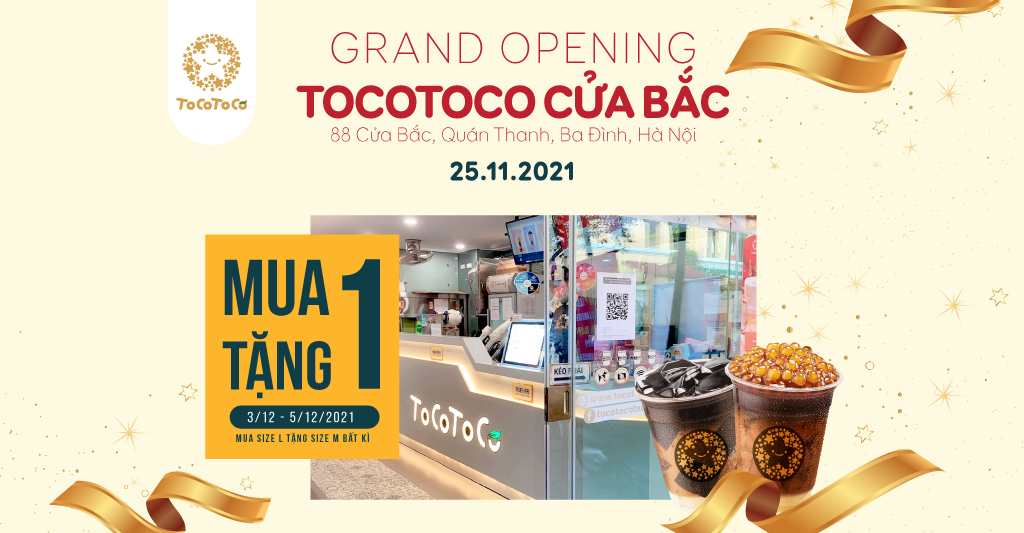 ToCoToCo
GRAND OPENING
TOCOTOCO CỬA BẮC
88 Cửa Bắc, Quán Thanh, Ba Đình, Hà Nội
25.11.2021
MUA 1
TẶNG 1
3/12 - 5/12/2021
MUA SIZE L TẶNG SIZE M BẤT KÌ
KÉO
ToCoToCo